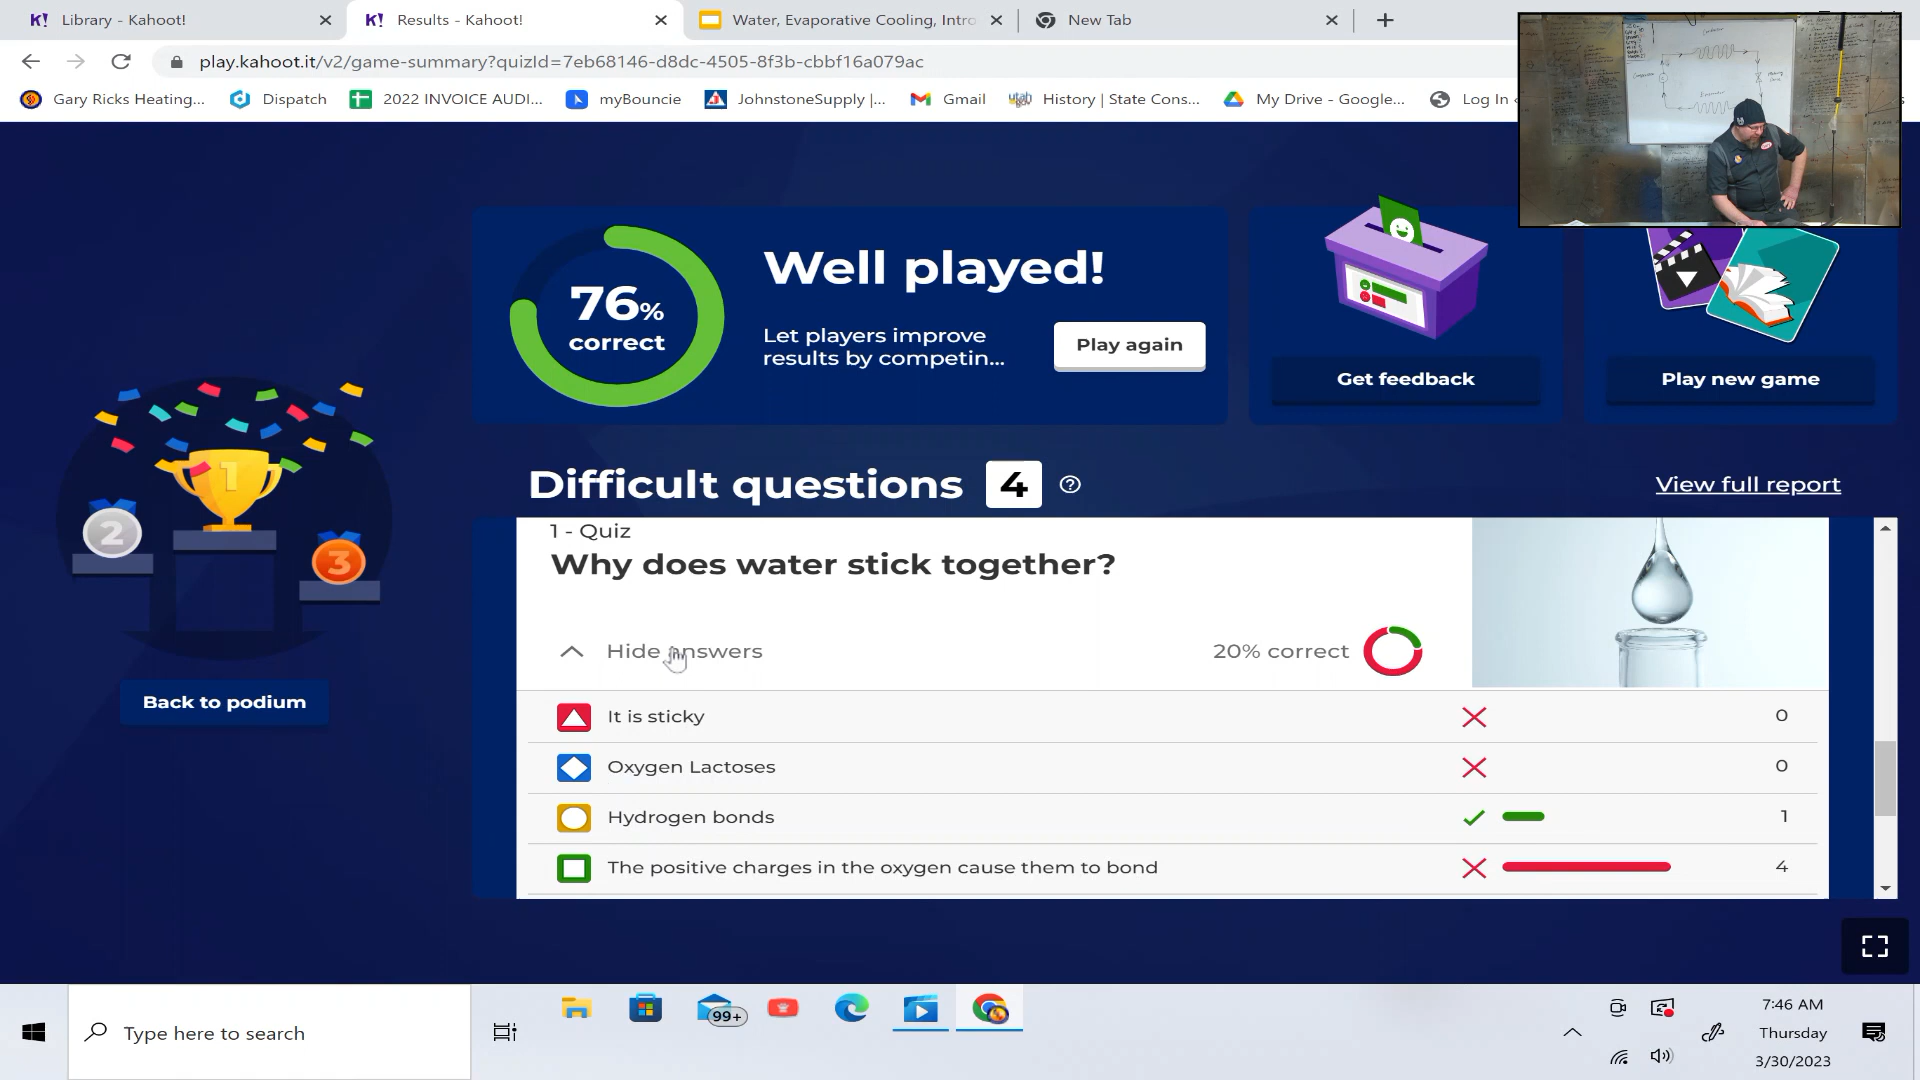 Library - Kahoot!
Results - Kahoot!
Water, Evaporative Cooling, Intro
New Tab
play.kahoot.it/v2/game-summary?quizId=7eb68146-d8dc-4505-8f3b-cbbf16a079ac
Gary Ricks Heating...
Dispatch
2022 INVOICE AUDI...
myBouncie
JohnstoneSupply |...
Gmail
History | State Cons...
My Drive - Google...
Log In
76%
correct
Well played!
Let players improve
results by competin...
Play again
Get feedback
Play new game
Difficult questions 4
View full report
1
2
3
Back to podium
1 - Quiz
Why does water stick together?
Hide answers
20% correct
It is sticky 0
Oxygen Lactoses 0
Hydrogen bonds 1
The positive charges in the oxygen cause them to bond 4
Type here to search
99+
7:46 AM
Thursday
3/30/2023